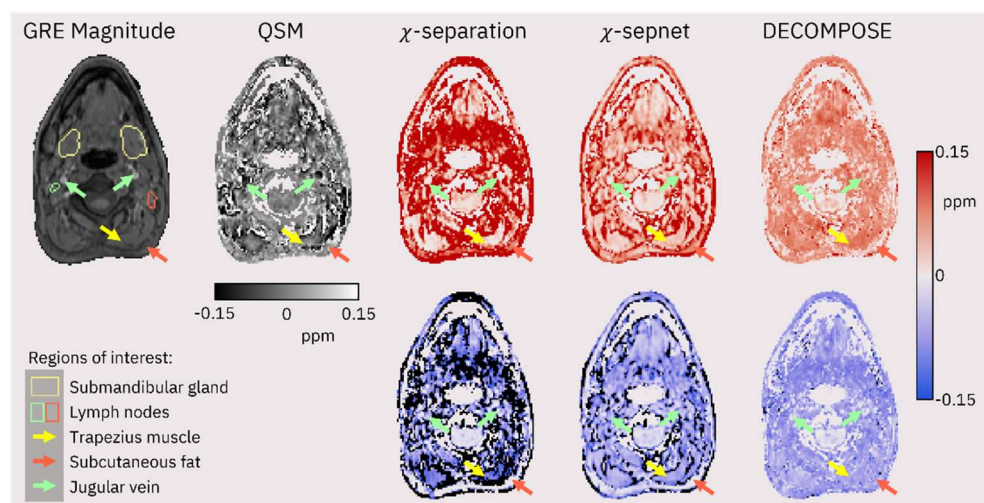 GRE Magnitude
QSM
χ-separation
χ-sepnet
DECOMPOSE
-0.15
0
0.15
ppm
0.15
ppm
0
-0.15
Regions of interest:
Submandibular gland
Lymph nodes
Trapezius muscle
Subcutaneous fat
Jugular vein